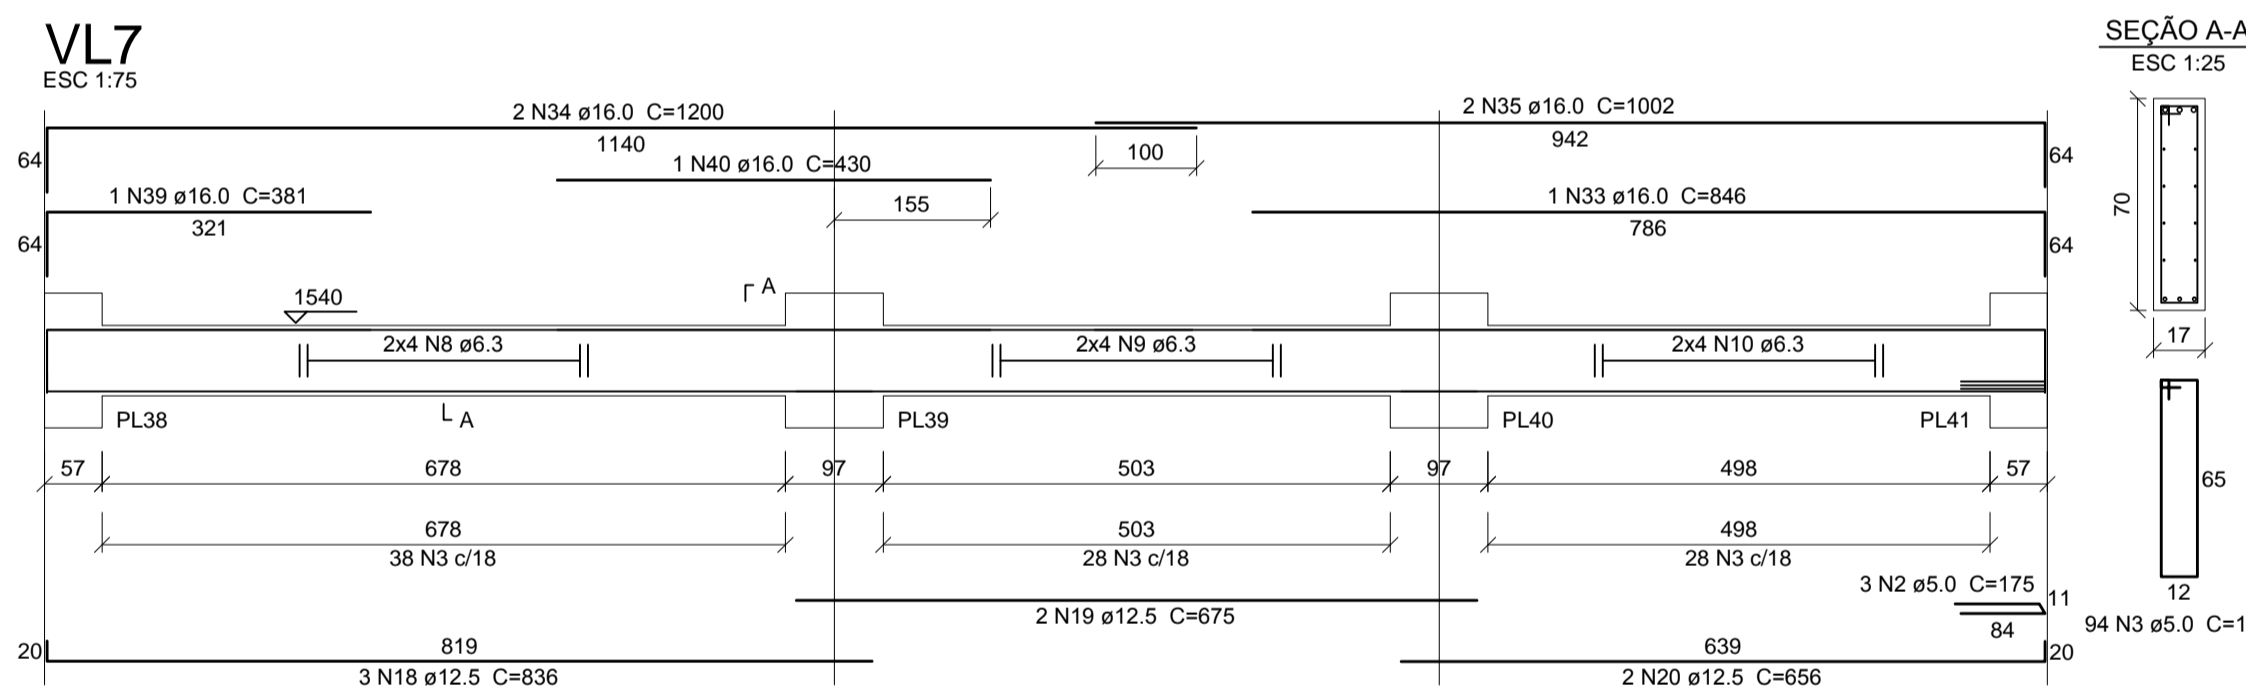 VL7
ESC 1:75
SEÇÃO A-A
ESC 1:25
2 N34 ø16.0 C=1200
2 N35 ø16.0 C=1002
1140
942
64
64
100
1 N40 ø16.0 C=430
155
1 N39 ø16.0 C=381
1 N33 ø16.0 C=846
321
786
64
64
70
17
1540
A
2x4 N8 ø6.3
2x4 N9 ø6.3
2x4 N10 ø6.3
PL38
A
PL39
PL40
PL41
57
678
97
503
97
498
57
65
12
94 N3 ø5.0 C=1
678
503
498
38 N3 c/18
28 N3 c/18
28 N3 c/18
3 N2 ø5.0 C=175
11
84
2 N19 ø12.5 C=675
20
819
639
20
3 N18 ø12.5 C=836
2 N20 ø12.5 C=656